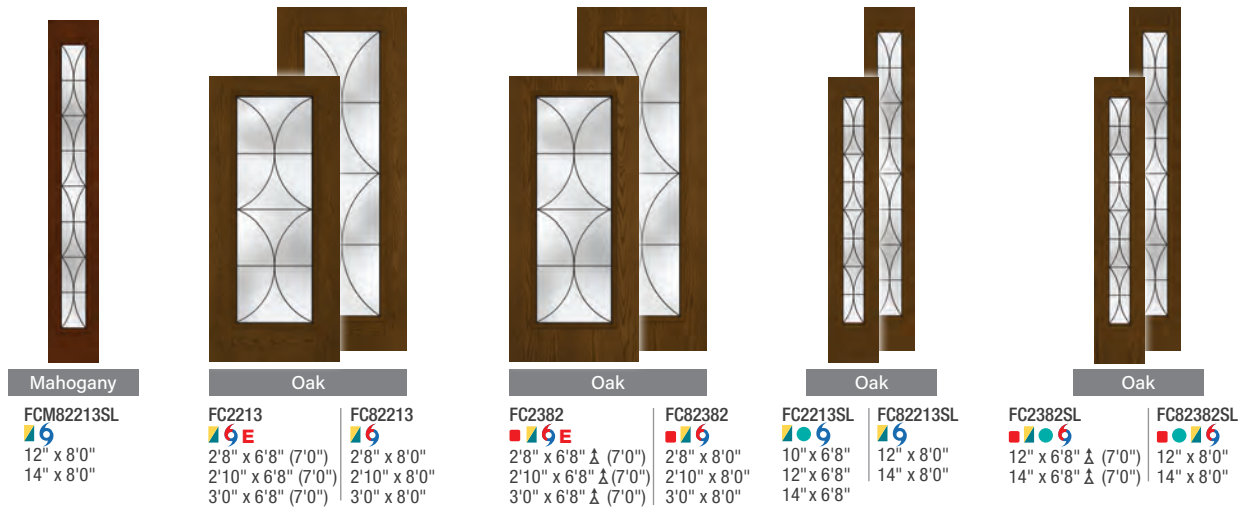 Mahogany
FCM82213SL
12" x 8'0"
14" x 8'0"
Oak
FC2213
E
2'8" x 6'8" (7'0")
2'10" x 6'8" (7'0")
3'0" x 6'8" (7'0")
FC82213
2'8" x 8'0"
2'10" x 8'0"
3'0" x 8'0"
Oak
FC2382
E
2'8" x 6'8" (7'0")
2'10" x 6'8" (7'0")
3'0" x 6'8" (7'0")
FC82382
2'8" x 8'0"
2'10" x 8'0"
3'0" x 8'0"
Oak
FC2213SL
10" x 6'8"
12" x 6'8"
14" x 6'8"
FC82213SL
12" x 8'0"
14" x 8'0"
Oak
FC2382SL
12" x 6'8" (7'0")
14" x 6'8" (7'0")
FC82382SL
12" x 8'0"
14" x 8'0"